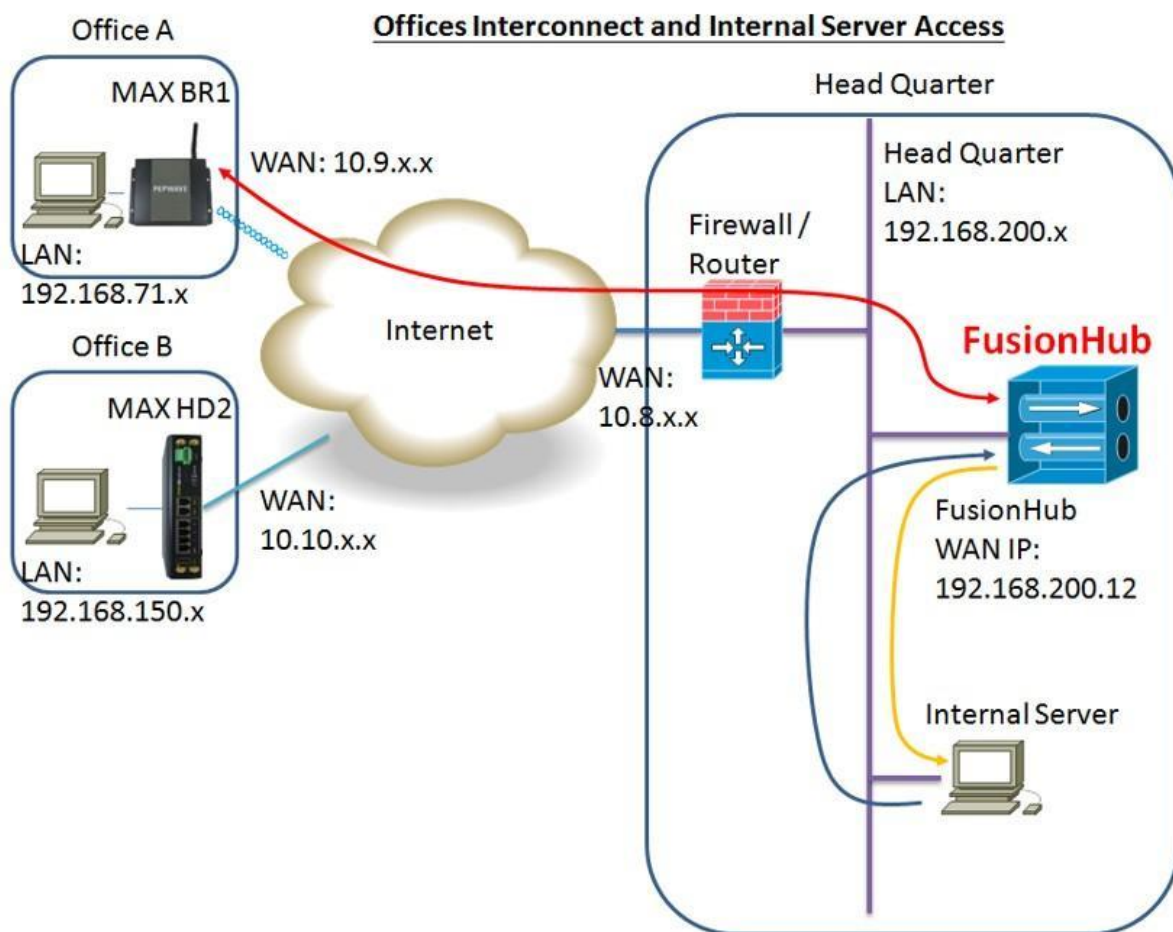 Offices Interconnect and Internal Server Access
Office A
MAX BR1
PEPWAVE
WAN: 10.9.x.x
LAN:
192.168.71.x
Office B
MAX HD2
LAN:
192.168.150.x
WAN:
10.10.x.x
Internet
WAN:
10.8.x.x
Head Quarter
Firewall /
Router
Head Quarter
LAN:
192.168.200.x
FusionHub
FusionHub
WAN IP:
192.168.200.12
Internal Server